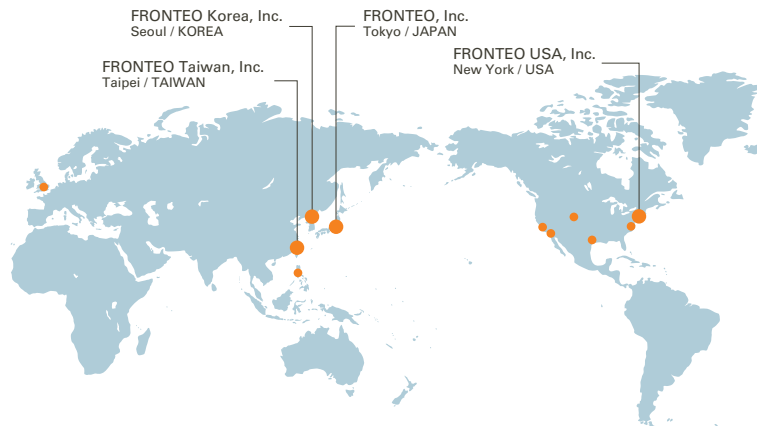 FRONTEO Korea, Inc.
Seoul / KOREA
FRONTEO, Inc.
Tokyo / JAPAN
FRONTEO USA, Inc.
New York / USA
FRONTEO Taiwan, Inc.
Taipei / TAIWAN